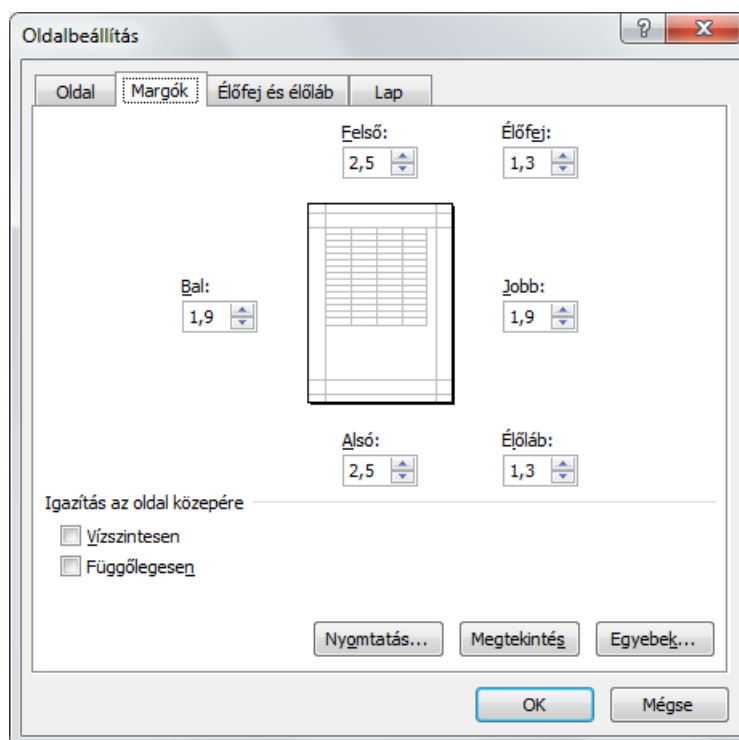 Oldalbeállítás
Oldal Margók Élőfej és élőláb Lap
Felső: Élőfej:
2,5 1,3
Bal: Jobb:
1,9 1,9
Alsó: Élőláb:
2,5 1,3
Igazítás az oldal közepére
Vízszintesen
Függőlegesen
Nyomtatás... Megtekintés Egyebek...
OK Mégse